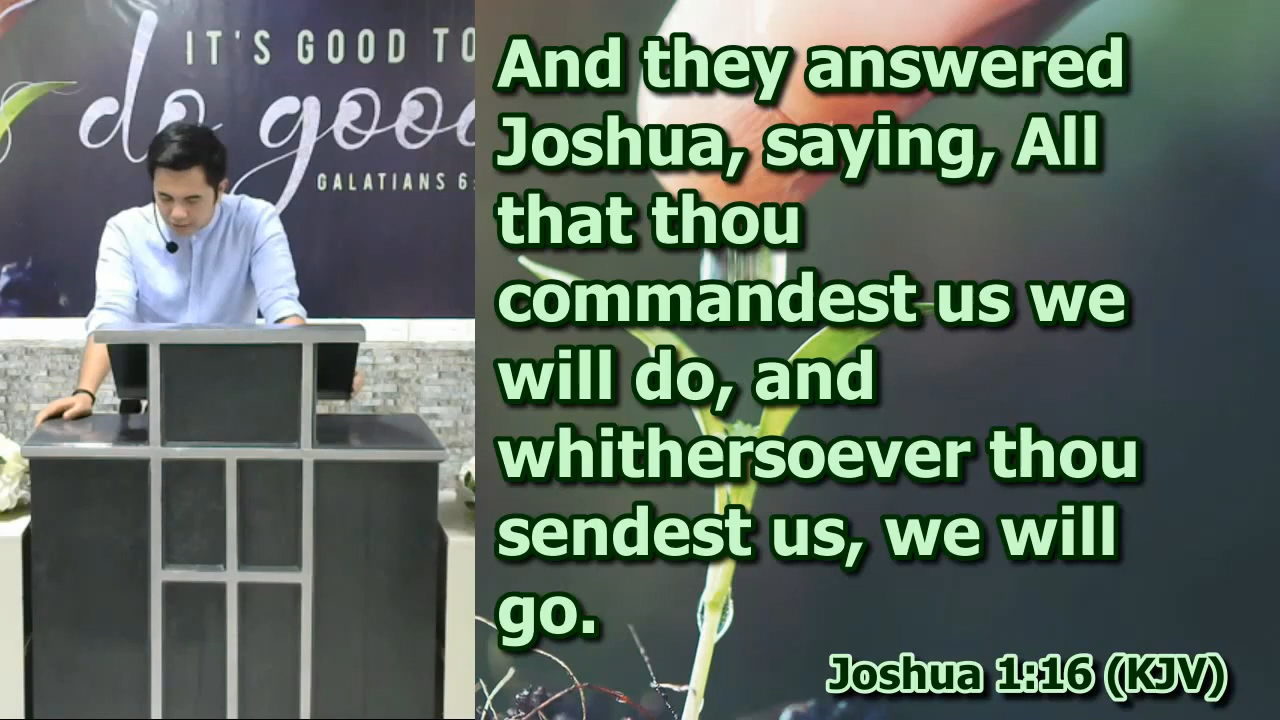 IT'S GOOD TO
do good
GALATIANS 6:
And they answered
Joshua, saying, All
that thou
commandest us we
will do, and
whithersoever thou
sendest us, we will
go.
Joshua 1:16 (KJV)